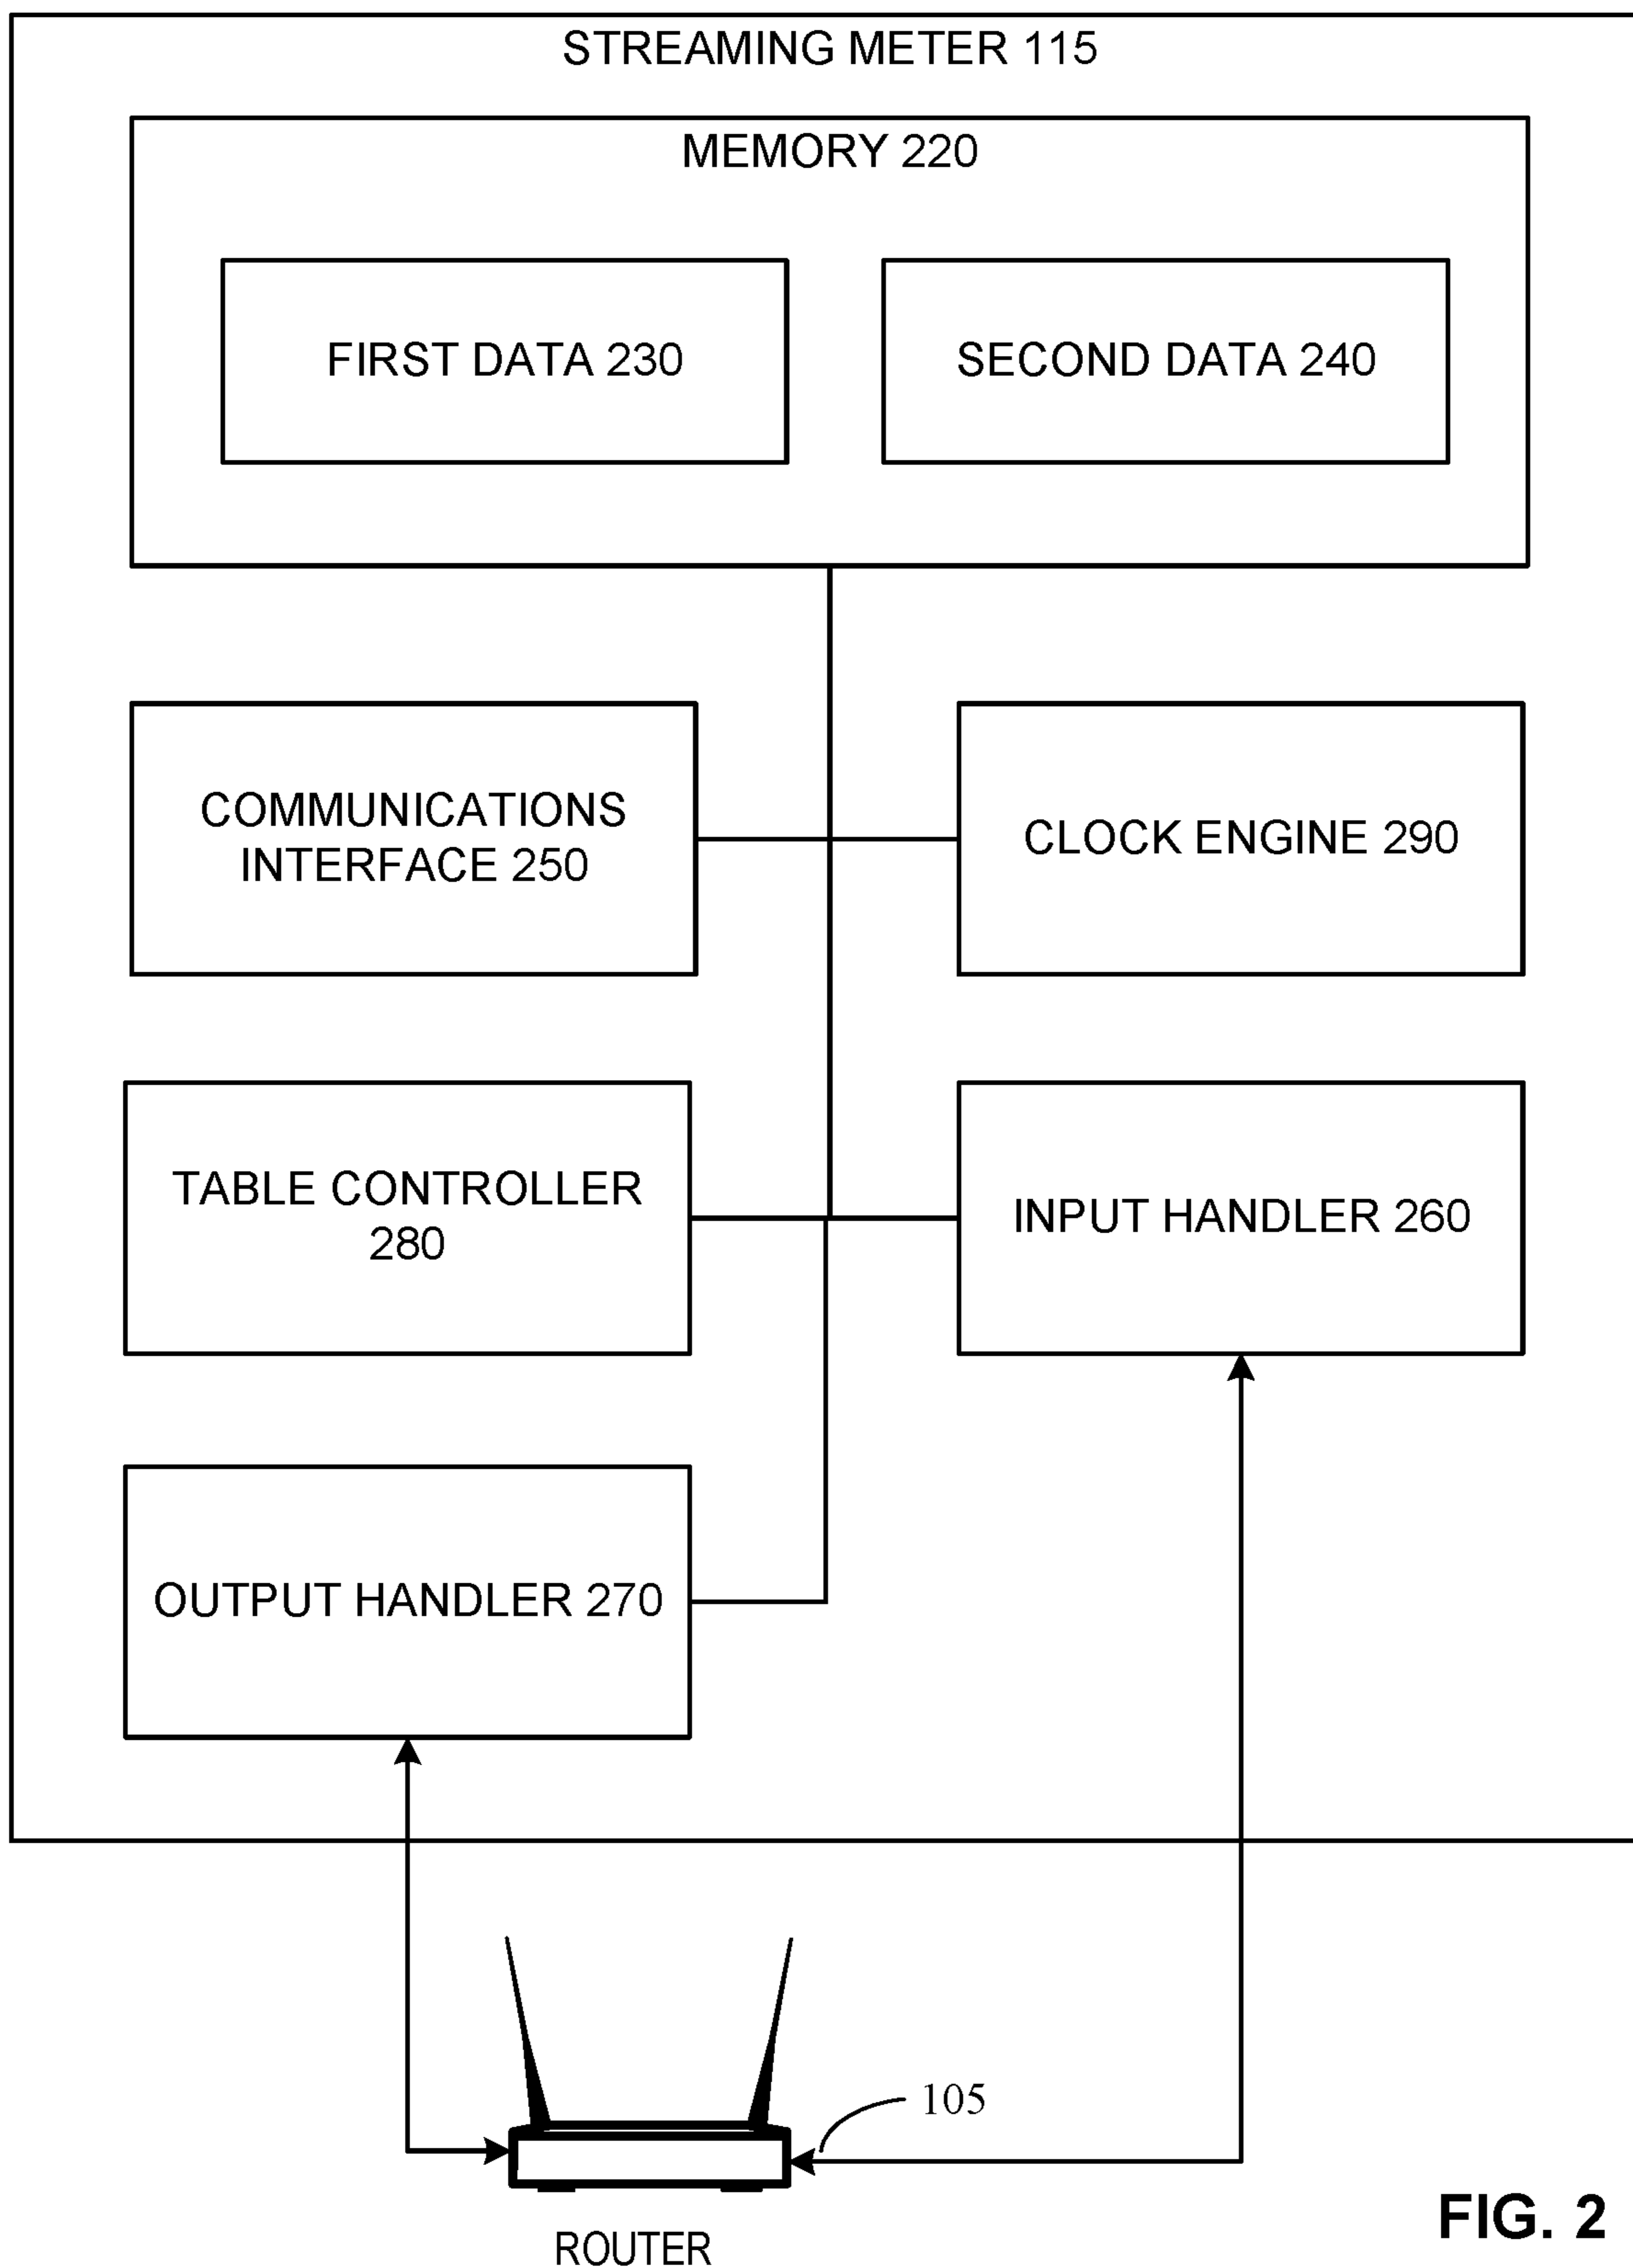 STREAMING METER 115
MEMORY 220
FIRST DATA 230
SECOND DATA 240
COMMUNICATIONS
INTERFACE 250
CLOCK ENGINE 290
TABLE CONTROLLER
280
INPUT HANDLER 260
OUTPUT HANDLER 270
105
ROUTER
FIG. 2